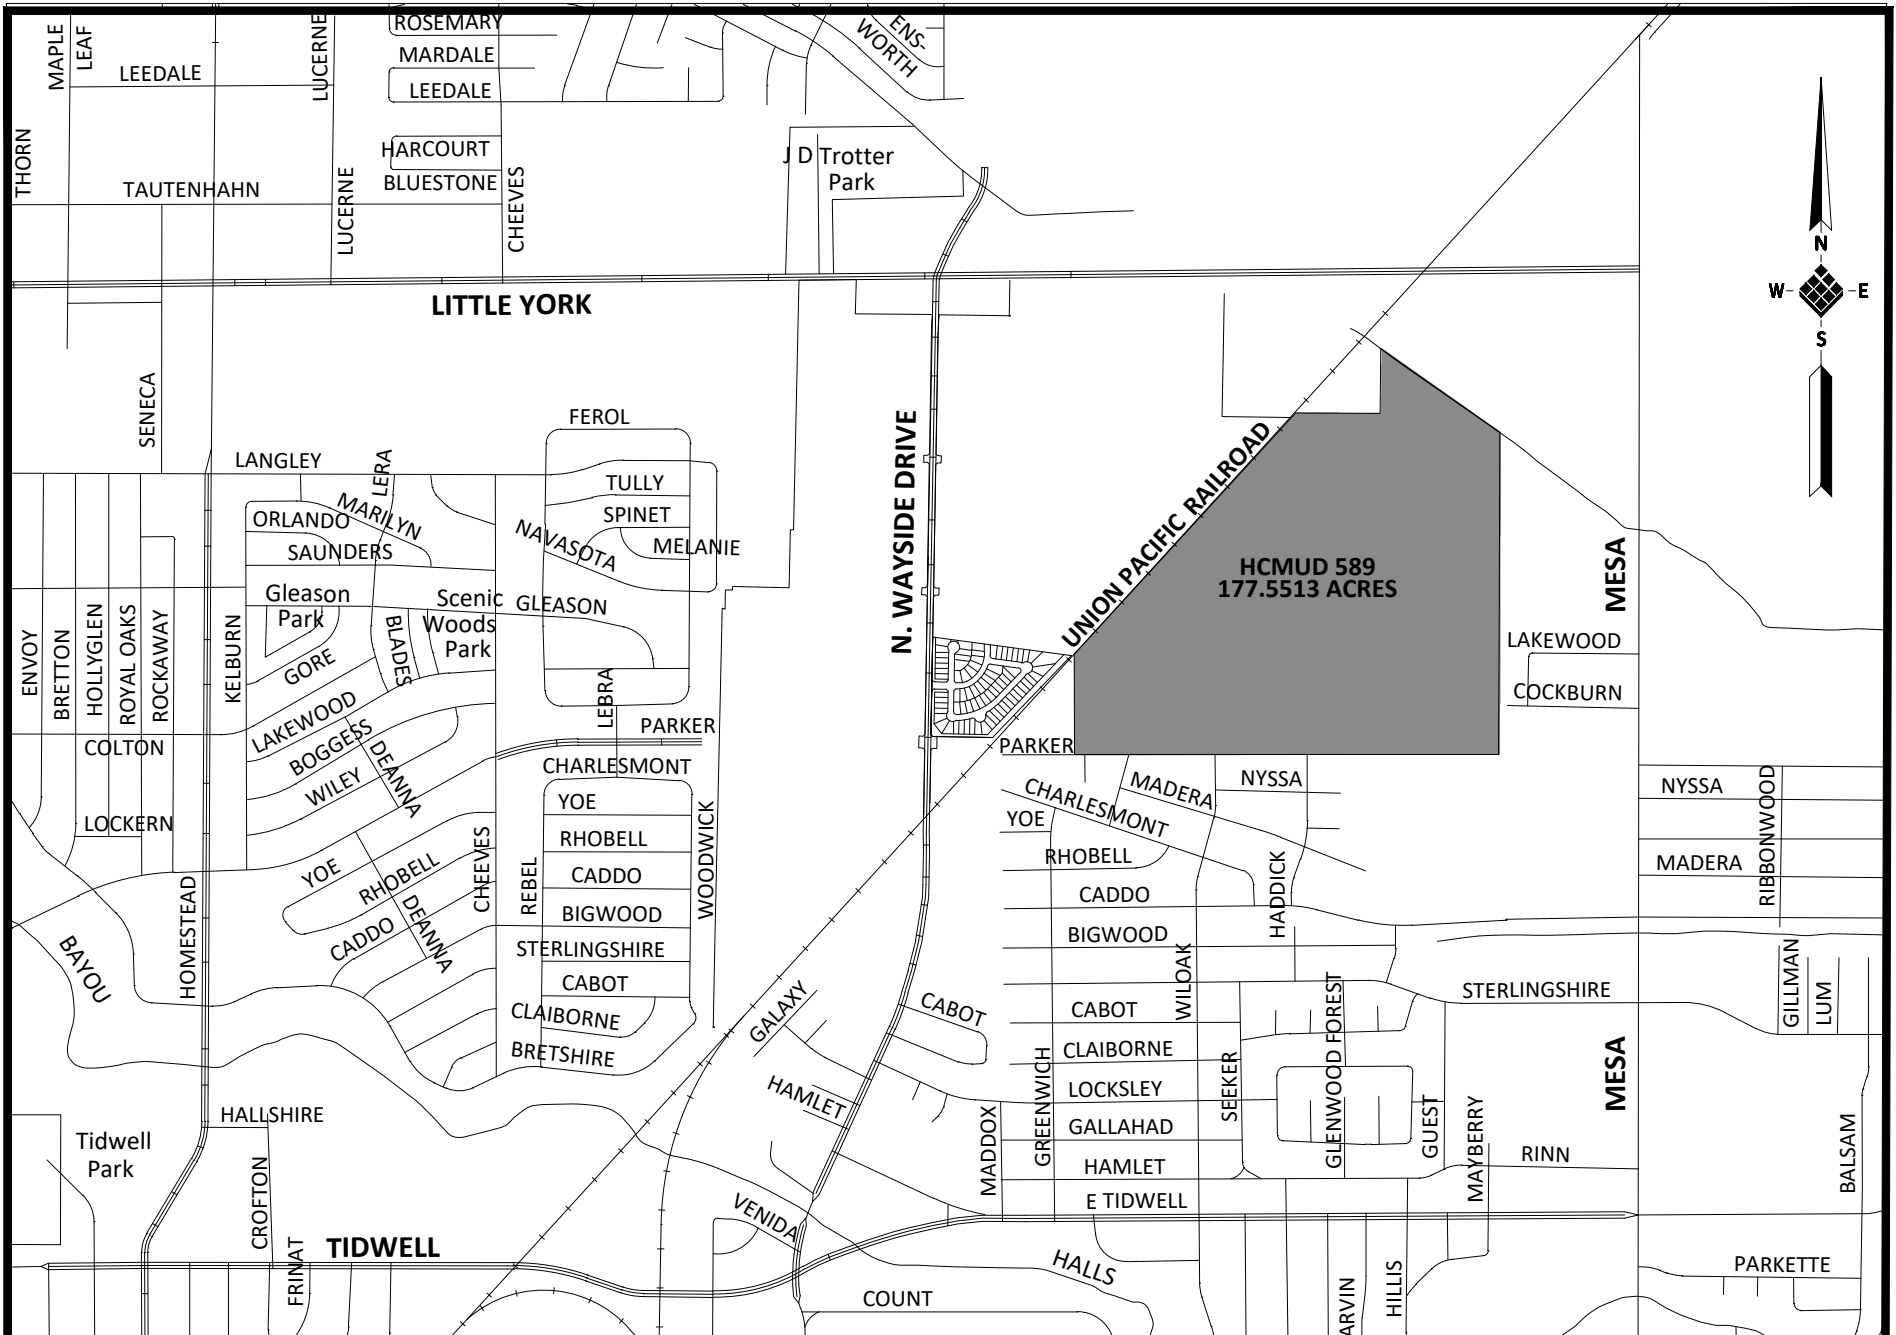 MAPLE
LEAF
LEEDALE
LUCERNE
ROSEMARY
MARDALE
LEEDALE
ENS-
WORTH
THORN
TAUTENHAHN
LUCERNE
HARCOURT
BLUESTONE
CHEEVES
J D Trotter
Park
N
W
E
S
LITTLE YORK
SENECA
FEROL
LANGLEY
LERA
TULLY
ORLANDO
MARILYN
SPINET
SAUNDERS
NAVASOTA
MELANIE
N. WAYSIDE DRIVE
UNION PACIFIC RAILROAD
HCMUD 589
177.5513 ACRES
MESA
Gleason
Park
Scenic
Woods
Park
GLEASON
ENVOY
BRETTON
HOLLYGLEN
ROYAL OAKS
ROCKAWAY
KELBURN
GORE
BLADES
LAKEWOOD
COCKBURN
LAKEWOOD
LEBRA
PARKER
COLTON
BOGGESS
DEANNA
WILEY
CHARLESMONT
PARKER
LOCKERN
YOE
RHOBELL
CADDO
BIGWOOD
STERLINGSHIRE
CABOT
CLAIBORNE
BRETSHIRE
YOE
RHOBELL
CADDO
DEANNA
CHEEVES
REBEL
WOODWICK
CHARLESMONT
MADERA
NYSSA
YOE
RHOBELL
CADDO
BIGWOOD
HADDICK
WILOAK
NYSSA
MADERA
RIBBONWOOD
HOMESTEAD
BAYOU
GALAXY
CABOT
CABOT
CLAIBORNE
LOCKSLEY
GALLAHAD
HAMLET
E TIDWELL
STERLINGSHIRE
GILLMAN
LUM
MESA
GLENWOOD FOREST
SEEKER
GREENWICH
MADDOX
GUEST
MAYBERRY
RINN
BALSAM
HALLSHIRE
HAMLET
Tidwell
Park
CROFTON
FRINAT
TIDWELL
VENIDA
HALLS
COUNT
ARVIN
HILLIS
PARKETTE